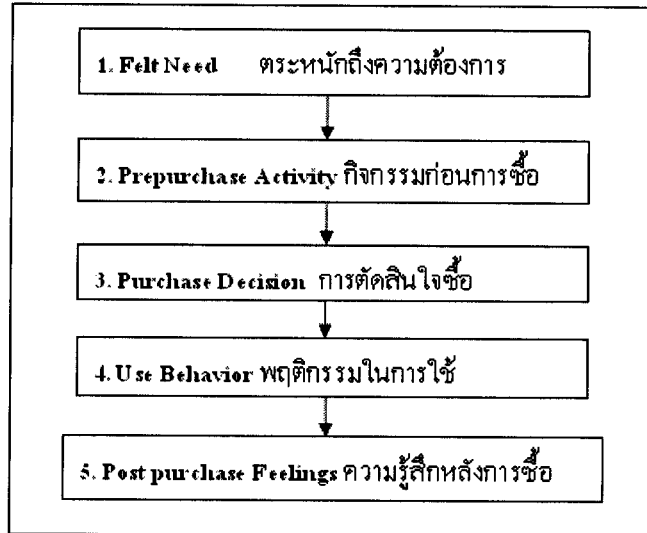 1. Felt Need ตระหนักถึงความต้องการ
2. Prepurchase Activity กิจกรรมก่อนการซื้อ
3. Purchase Decision การตัดสินใจซื้อ
4. Use Behavior พฤติกรรมในการใช้
5. Post purchase Feelings ความรู้สึกหลังการซื้อ